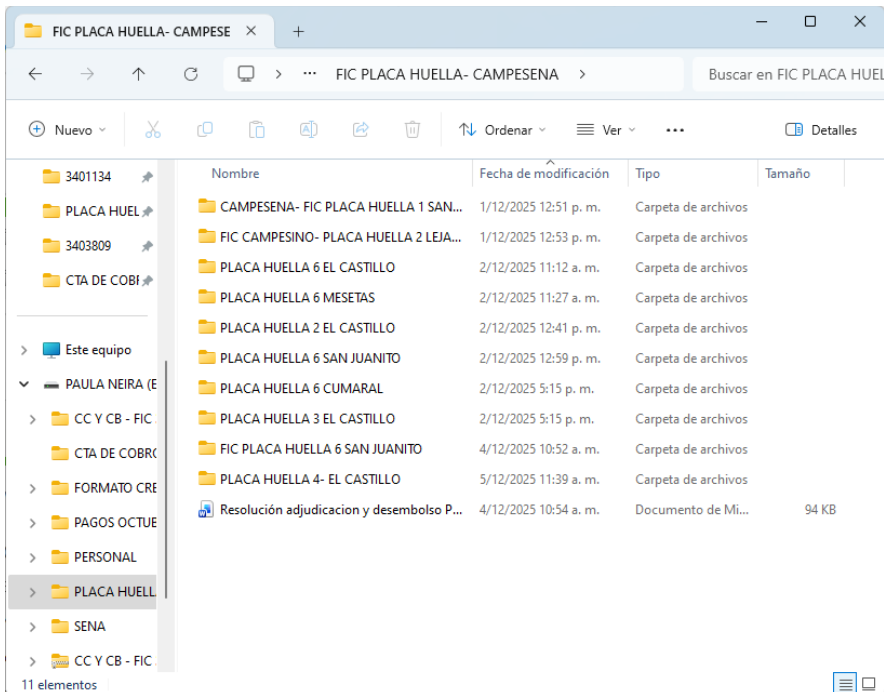 FIC PLACA HUELLA- CAMPESE
FIC PLACA HUELLA- CAMPESENA
Buscar en FIC PLACA HUEL
Nuevo
Ordenar
Ver
Detalles
3401134
PLACA HUEL
3403809
CTA DE COBF
Este equipo
PAULA NEIRA (E
CC Y CB - FIC
CTA DE COBRO
FORMATO CRE
PAGOS OCTUE
PERSONAL
PLACA HUELL
SENA
CC Y CB - FIC
Nombre Fecha de modificación Tipo Tamaño
CAMPESENA- FIC PLACA HUELLA 1 SAN... 1/12/2025 12:51 p. m. Carpeta de archivos
FIC CAMPESINO- PLACA HUELLA 2 LEJA... 1/12/2025 12:53 p. m. Carpeta de archivos
PLACA HUELLA 6 EL CASTILLO 2/12/2025 11:12 a. m. Carpeta de archivos
PLACA HUELLA 6 MESETAS 2/12/2025 11:27 a. m. Carpeta de archivos
PLACA HUELLA 2 EL CASTILLO 2/12/2025 12:41 p. m. Carpeta de archivos
PLACA HUELLA 6 SAN JUANITO 2/12/2025 12:59 p. m. Carpeta de archivos
PLACA HUELLA 6 CUMARAL 2/12/2025 5:15 p. m. Carpeta de archivos
PLACA HUELLA 3 EL CASTILLO 2/12/2025 5:15 p. m. Carpeta de archivos
FIC PLACA HUELLA 6 SAN JUANITO 4/12/2025 10:52 a. m. Carpeta de archivos
PLACA HUELLA 4- EL CASTILLO 5/12/2025 11:39 a. m. Carpeta de archivos
Resolución adjudicacion y desembolso P... 4/12/2025 10:54 a. m. Documento de Mi... 94 KB
11 elementos